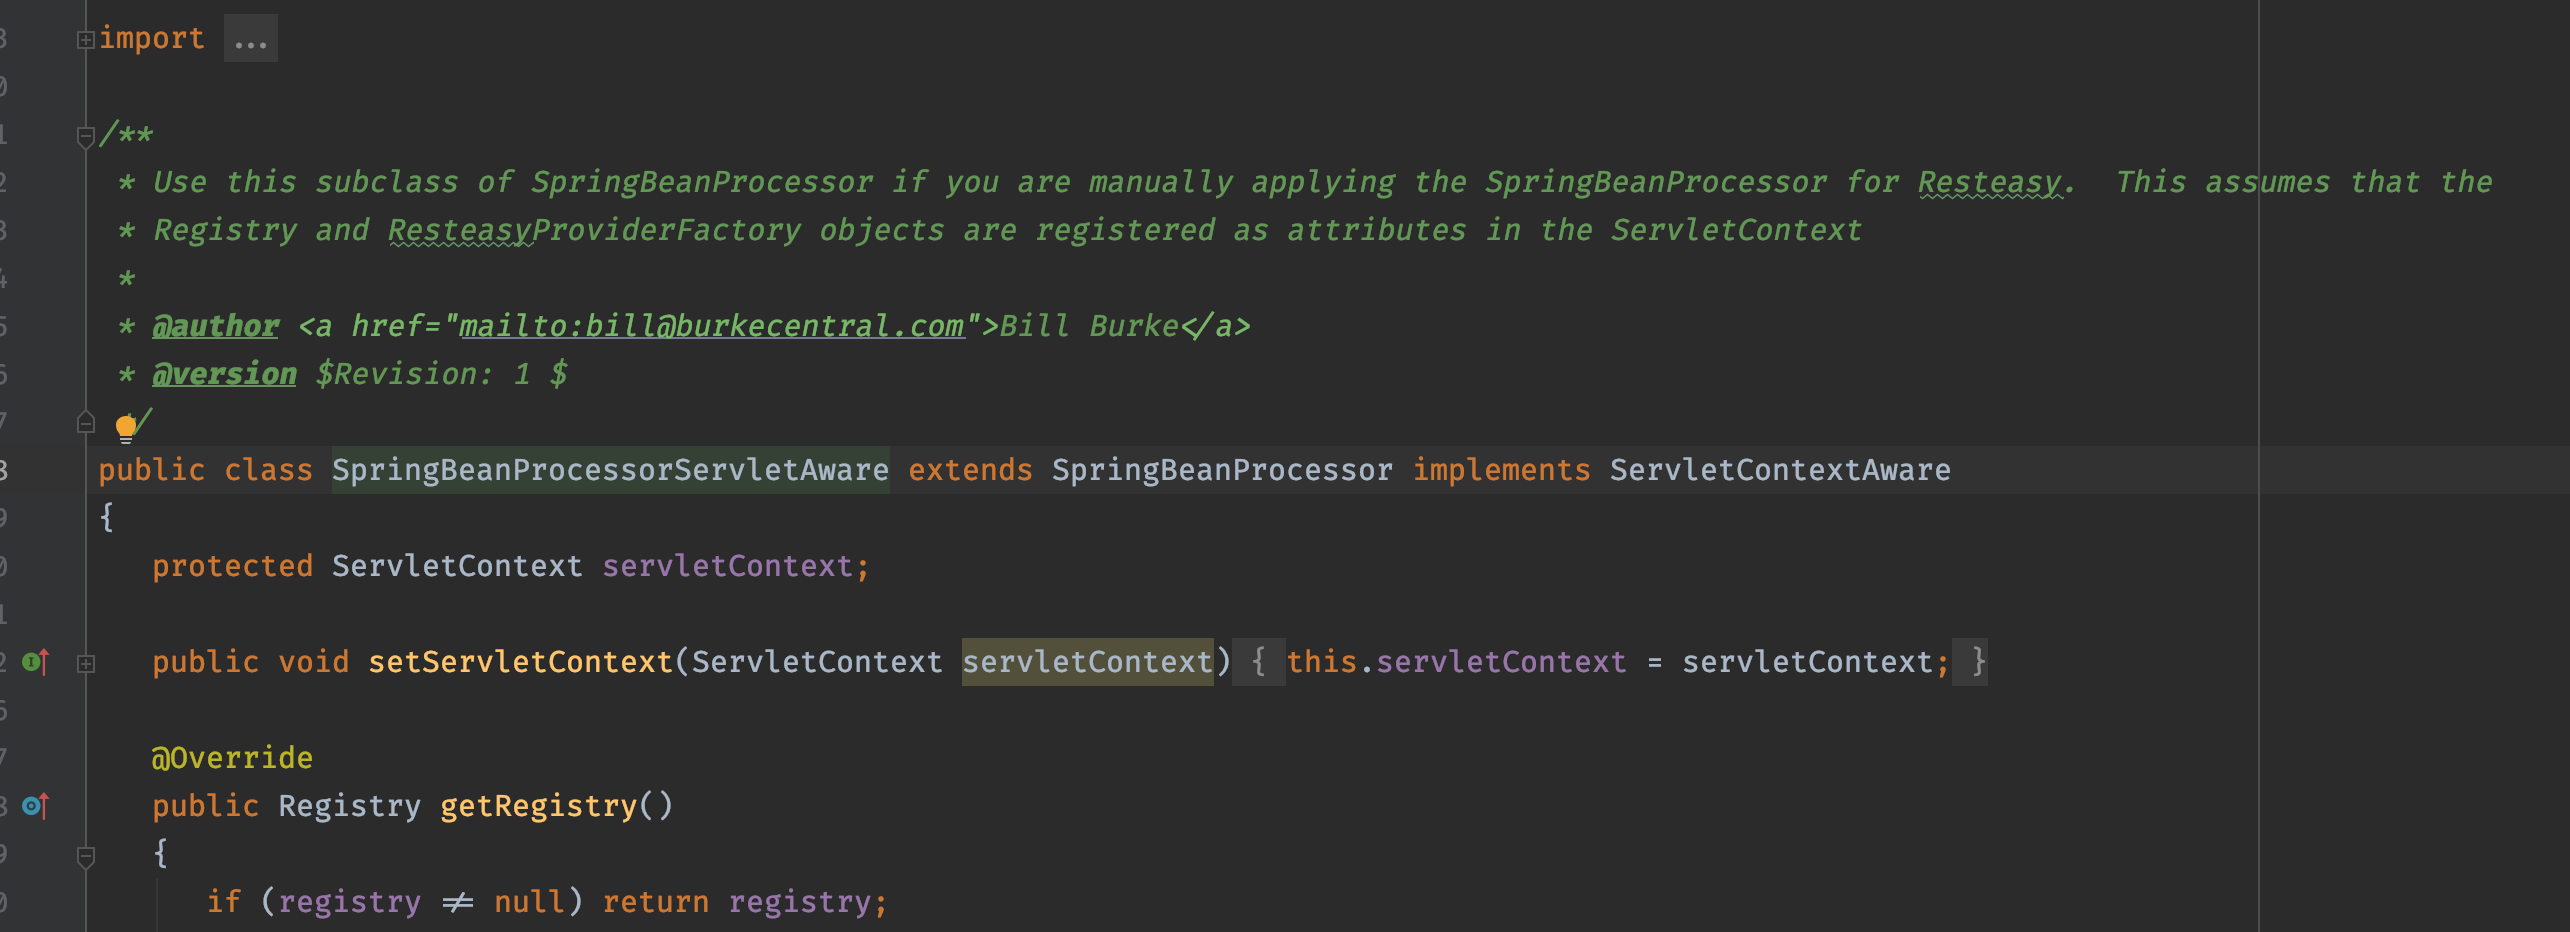 import ...
/**
* Use this subclass of SpringBeanProcessor if you are manually applying the SpringBeanProcessor for Resteasy.  This assumes that the
* Registry and ResteasyProviderFactory objects are registered as attributes in the ServletContext
*
* @author <a href="mailto:bill@burkecentral.com">Bill Burke</a>
* @version $Revision: 1 $
*/
public class SpringBeanProcessorServletAware extends SpringBeanProcessor implements ServletContextAware
{
protected ServletContext servletContext;
public void setServletContext(ServletContext servletContext) { this.servletContext = servletContext; }
@Override
public Registry getRegistry()
{
if (registry != null) return registry;